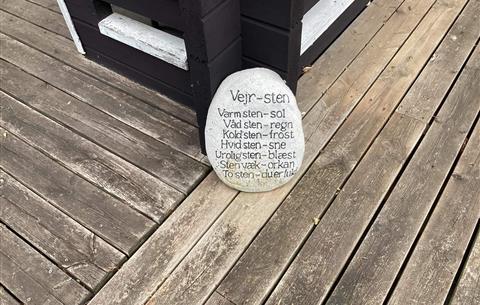 Vejr-sten
Varm sten-sol
Våd sten-regn
Kold sten-frost
Hvid sten-sne
Urolig sten-blæst
Sten væk-orkan
To sten-du er fuld